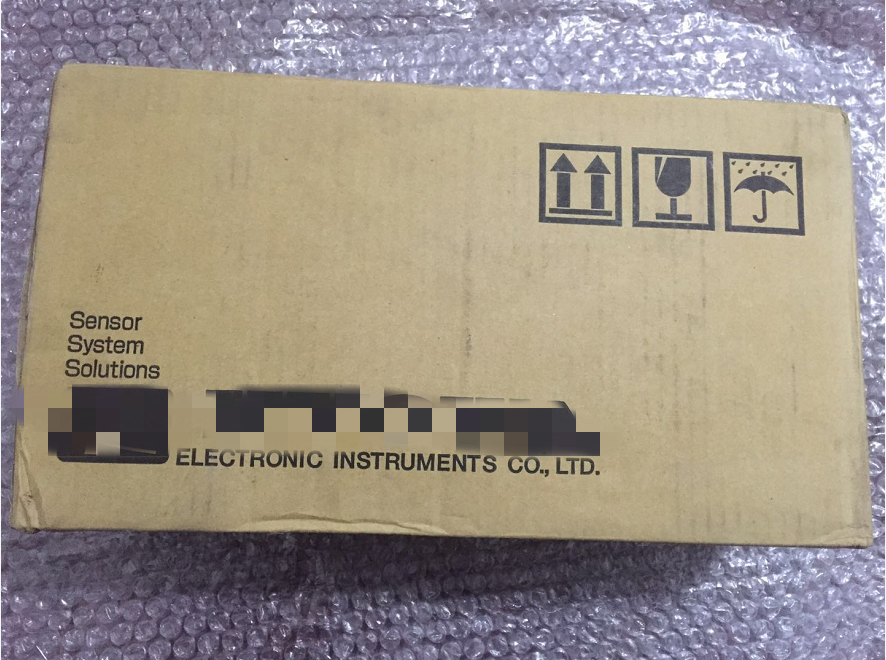 Sensor
System
Solutions
ELECTRONIC INSTRUMENTS CO., LTD.